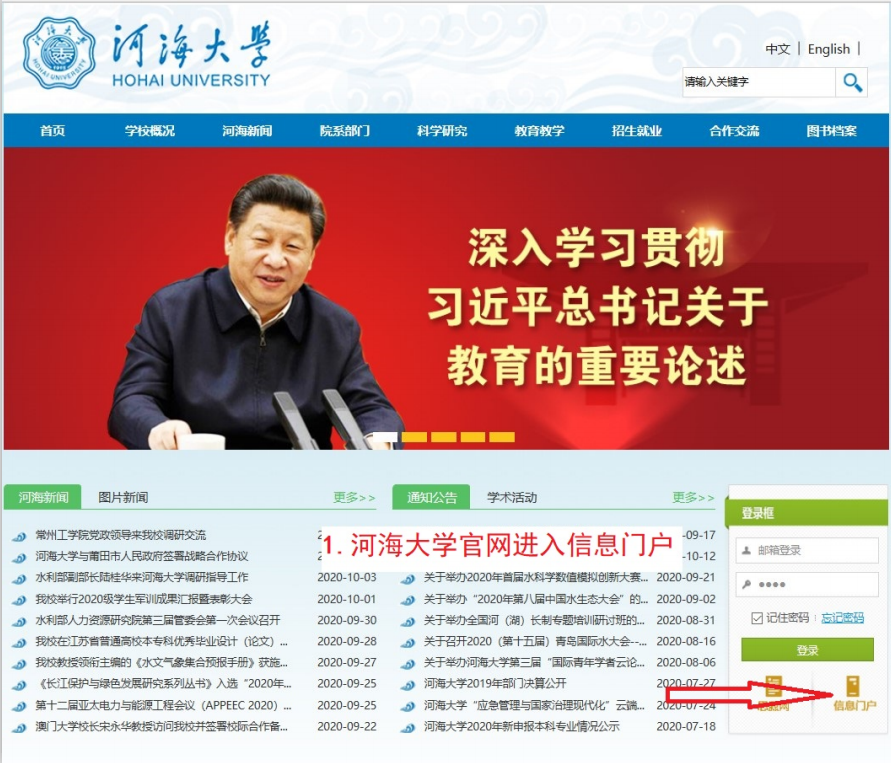 河海大学
HOHAI UNIVERSITY
中文 | English |
请输入关键字
首页 学校概况 河海新闻 院系部门 科学研究 教育教学 招生就业 合作交流 图书档案
深入学习贯彻
习近平总书记关于
教育的重要论述
河海新闻 图片新闻 更多>>
常州工学院党政领导来我校调研交流
河海大学与莆田市人民政府签署战略合作协议
水利部副部长陆桂华来河海大学调研指导工作 2020-10-03
我校举行2020级学生军训成果汇报暨表彰大会 2020-10-01
水利部人力资源研究院第三届管委会第一次会议召开 2020-09-30
我校在江苏省普通高校本专科优秀毕业设计（论文）... 2020-09-28
我校教授领衔主编的《水文气象集合预报手册》获施... 2020-09-27
《长江保护与绿色发展研究系列丛书》入选“2020年... 2020-09-25
第十二届亚太电力与能源工程会议（APPEEC 2020）... 2020-09-25
澳门大学校长宋永华教授访问我校并签署校际合作备... 2020-09-22
1. 河海大学官网进入信息门户
通知公告 学术活动 更多>>
-09-17
-10-12
关于举办2020年首届水科学数值模拟创新大赛... 2020-09-21
关于举办“2020年第八届中国水生态大会”的... 2020-09-02
关于举办全国河（湖）长制专题培训研讨班的... 2020-08-31
关于召开2020（第十五届）青岛国际水大会--... 2020-08-16
关于举办河海大学第三届“国际青年学者云论... 2020-08-06
河海大学2019年部门决算公开 2020-07-27
河海大学“应急管理与国家治理现代化”云端... 2020-07-24
河海大学2020年新申报本科专业情况公示 2020-07-18
登录框
邮箱登录
记住密码 | 忘记密码
登录
信息门户